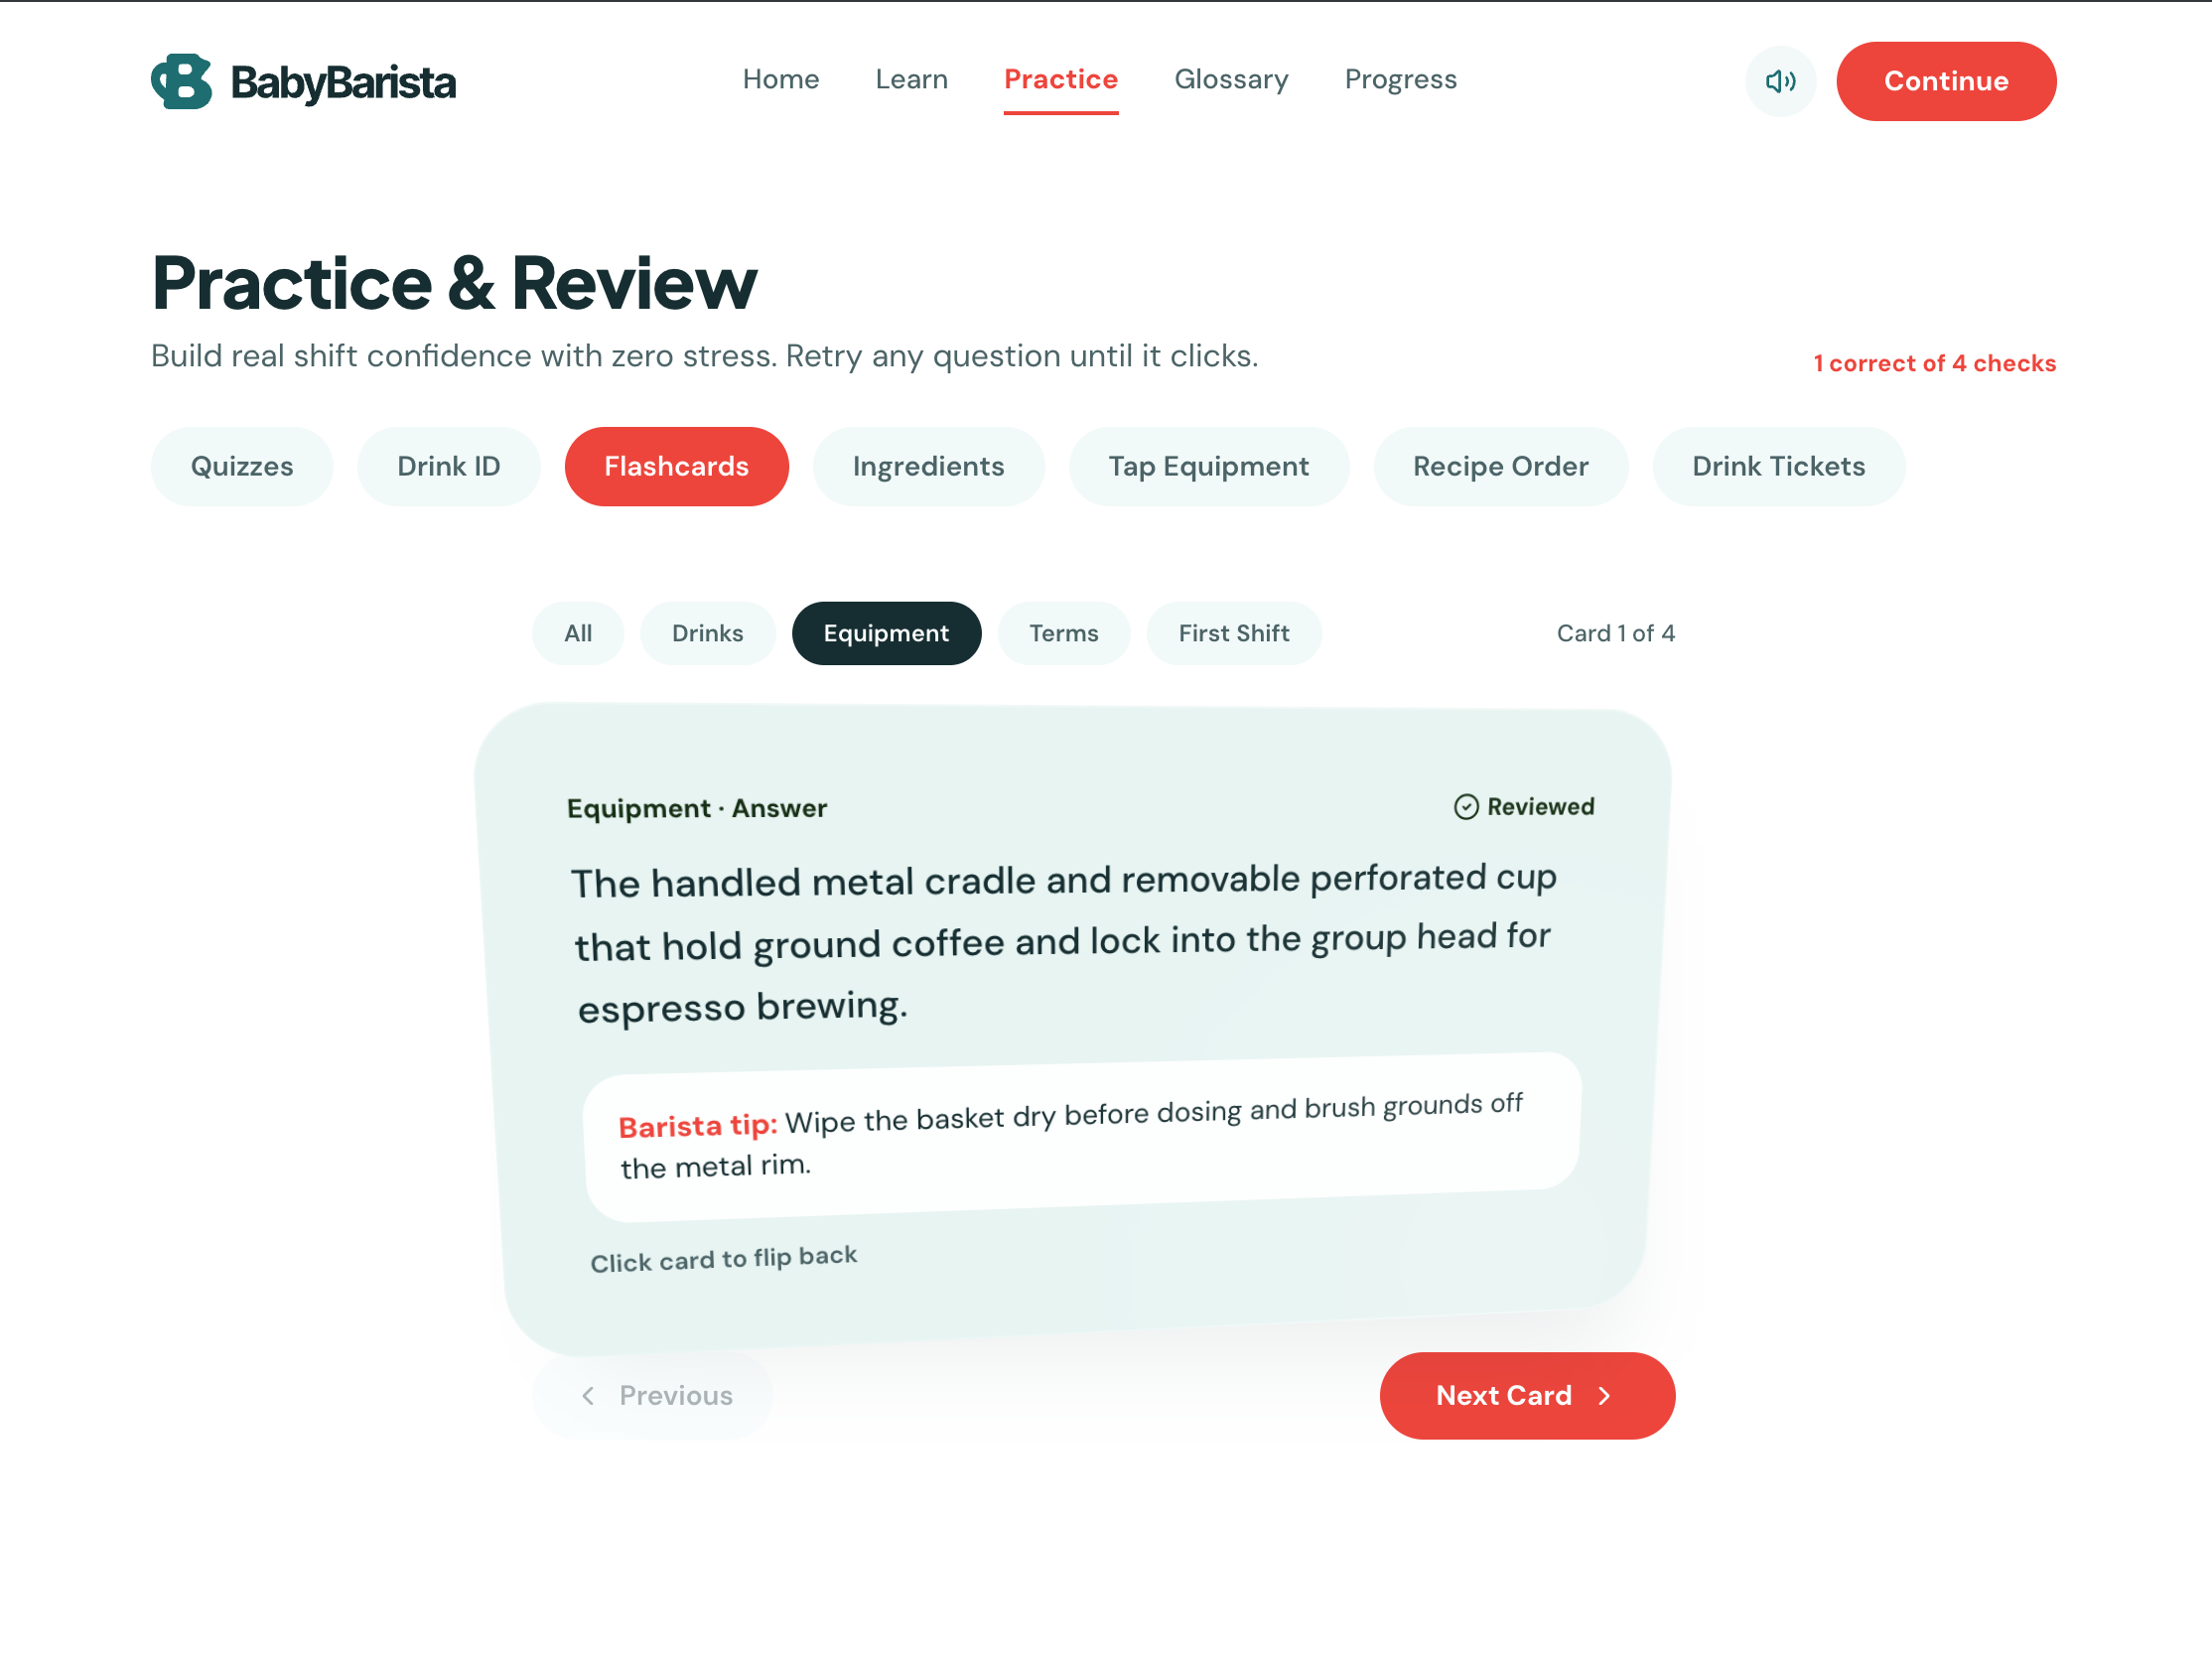 BabyBarista
Home
Learn
Practice
Glossary
Progress
Continue
Practice & Review
Build real shift confidence with zero stress. Retry any question until it clicks.
1 correct of 4 checks
Quizzes
Drink ID
Flashcards
Ingredients
Tap Equipment
Recipe Order
Drink Tickets
All
Drinks
Equipment
Terms
First Shift
Card 1 of 4
Equipment · Answer
Reviewed
The handled metal cradle and removable perforated cup
that hold ground coffee and lock into the group head for
espresso brewing.
Barista tip: Wipe the basket dry before dosing and brush grounds off
the metal rim.
Click card to flip back
Previous
Next Card